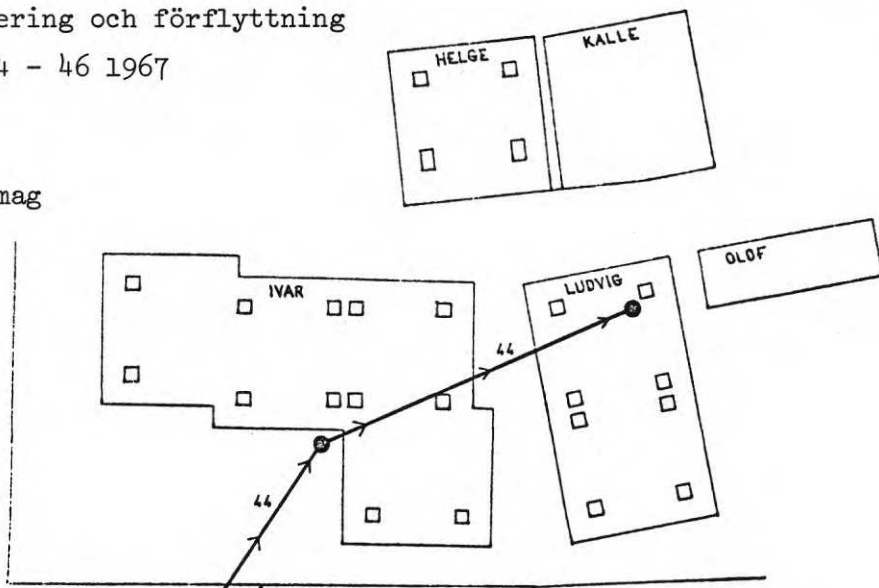 ering och förflyttning
4 - 46 1967
mag
HELGE
KALLE
IVAR
LUDVIG
OLOF
44
44